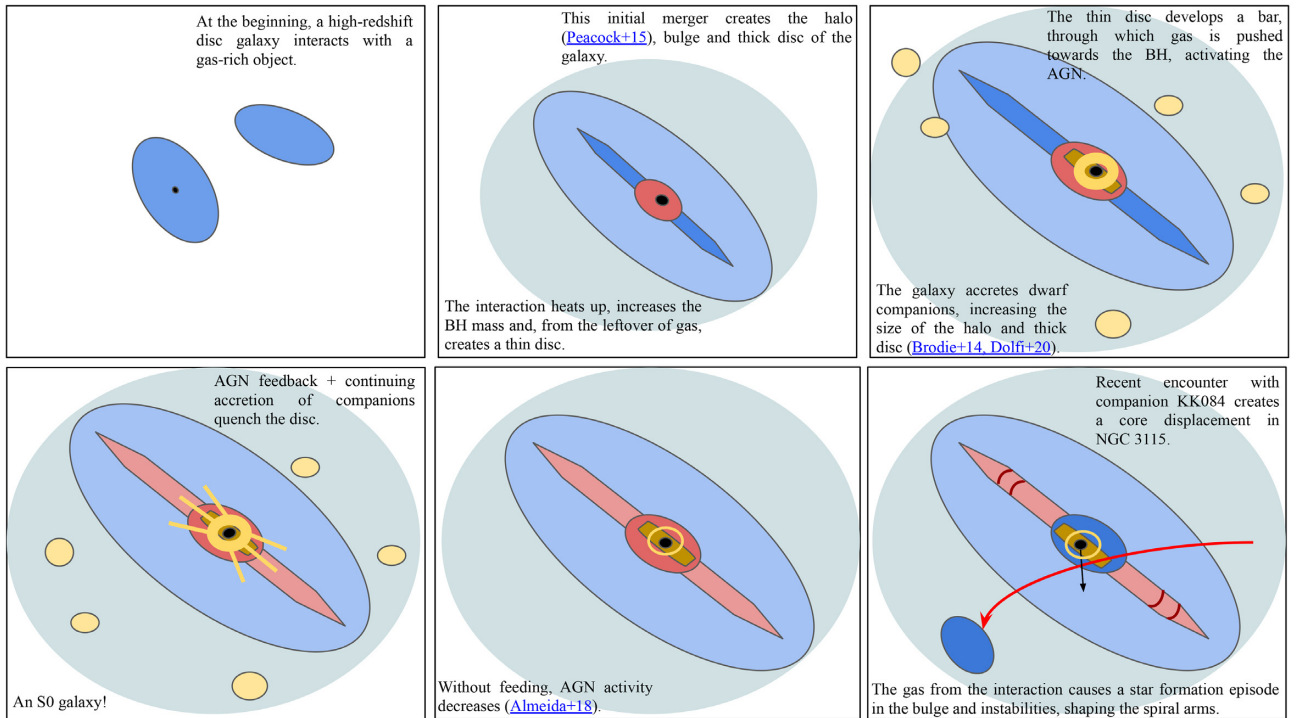 At the beginning, a high-redshift
disc galaxy interacts with a
gas-rich object.
This initial merger creates the halo
(Peacock+15), bulge and thick disc of the
galaxy.
The interaction heats up, increases the
BH mass and, from the leftover of gas,
creates a thin disc.
The thin disc develops a bar,
through which gas is pushed
towards the BH, activating the
AGN.
The galaxy accretes dwarf
companions, increasing the
size of the halo and thick
disc (Brodie+14, Dolfi+20).
AGN feedback + continuing
accretion of companions
quench the disc.
An S0 galaxy!
Without feeding, AGN activity
decreases (Almeida+18).
Recent encounter with
companion KK084 creates
a core displacement in
NGC 3115.
The gas from the interaction causes a star formation episode
in the bulge and instabilities, shaping the spiral arms.